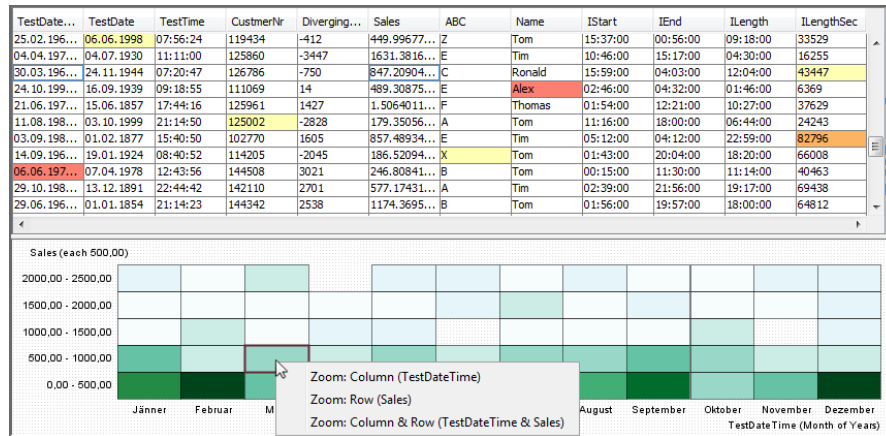 TestDate... TestDate TestTime CustmerNr Diverging... Sales ABC Name IStart IEnd ILength ILengthSec
25.02.196... 06.06.1998 07:56:24 119434 -412 449.99677... Z Tom 15:37:00 00:56:00 09:18:00 33529
04.04.197... 04.07.1930 11:11:00 125860 -3447 1631.3816... E Tim 10:46:00 15:17:00 04:30:00 16255
30.03.196... 24.11.1944 07:20:47 126786 -750 847.20904... C Ronald 15:59:00 04:03:00 12:04:00 43447
24.10.199... 16.09.1939 09:18:55 111069 14 489.30875... E Alex 02:46:00 04:32:00 01:46:00 6369
21.06.197... 15.06.1857 17:44:16 125961 1427 1.5064011... F Thomas 01:54:00 12:21:00 10:27:00 37629
11.08.198... 03.10.1999 21:14:50 125002 -2828 179.35056... A Tom 11:16:00 18:00:00 06:44:00 24243
03.09.198... 01.02.1877 15:40:50 102770 1605 857.48934... E Tim 05:12:00 04:12:00 22:59:00 82796
14.09.196... 19.01.1924 08:40:52 114205 -2045 186.52094... X Tom 01:43:00 20:04:00 18:20:00 66008
06.06.197... 07.04.1978 12:43:56 144508 3021 246.80841... B Tom 00:15:00 11:30:00 11:14:00 40463
29.10.198... 13.12.1891 22:44:42 142110 2701 577.17431... A Tim 02:39:00 21:56:00 19:17:00 69438
29.06.196... 01.01.1854 21:14:23 144342 2538 1174.3695... B Tom 01:56:00 19:57:00 18:00:00 64812
Sales (each 500,00)
2000,00 - 2500,00
1500,00 - 2000,00
1000,00 - 1500,00
500,00 - 1000,00
0,00 - 500,00
Zoom: Column (TestDateTime)
Zoom: Row (Sales)
Zoom: Column & Row (TestDateTime & Sales)
Jänner Februar M August September Oktober November Dezember
TestDateTime (Month of Years)